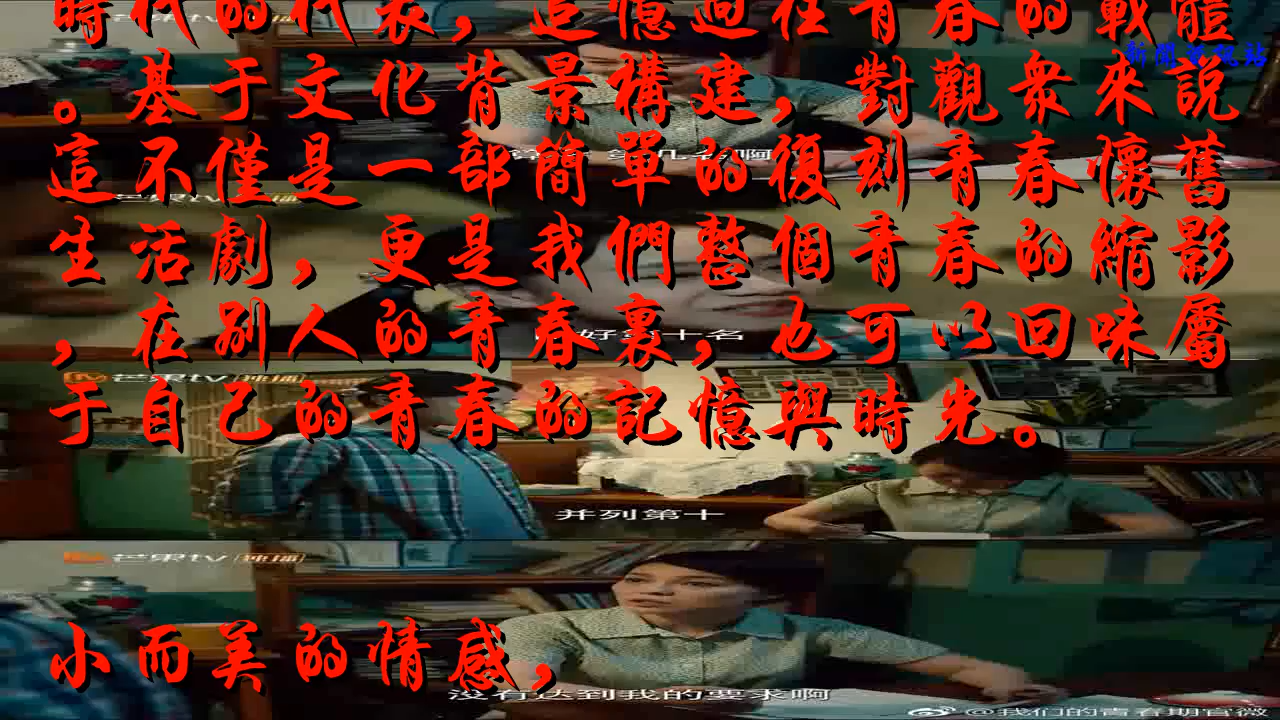 時代的代表，追憶過往青春的載體
。基于文化背景構建，對觀衆來説
這不僅是一部簡單的復刻青春懷舊
生活劇，更是我們整個青春的縮影
，在别人的青春裏，也可以回味屬
于自己的青春的記憶與時光。
芒果tv
并列第十
芒果tv
小而美的情感，
没有达到我的要求啊
@我们的青春期官微